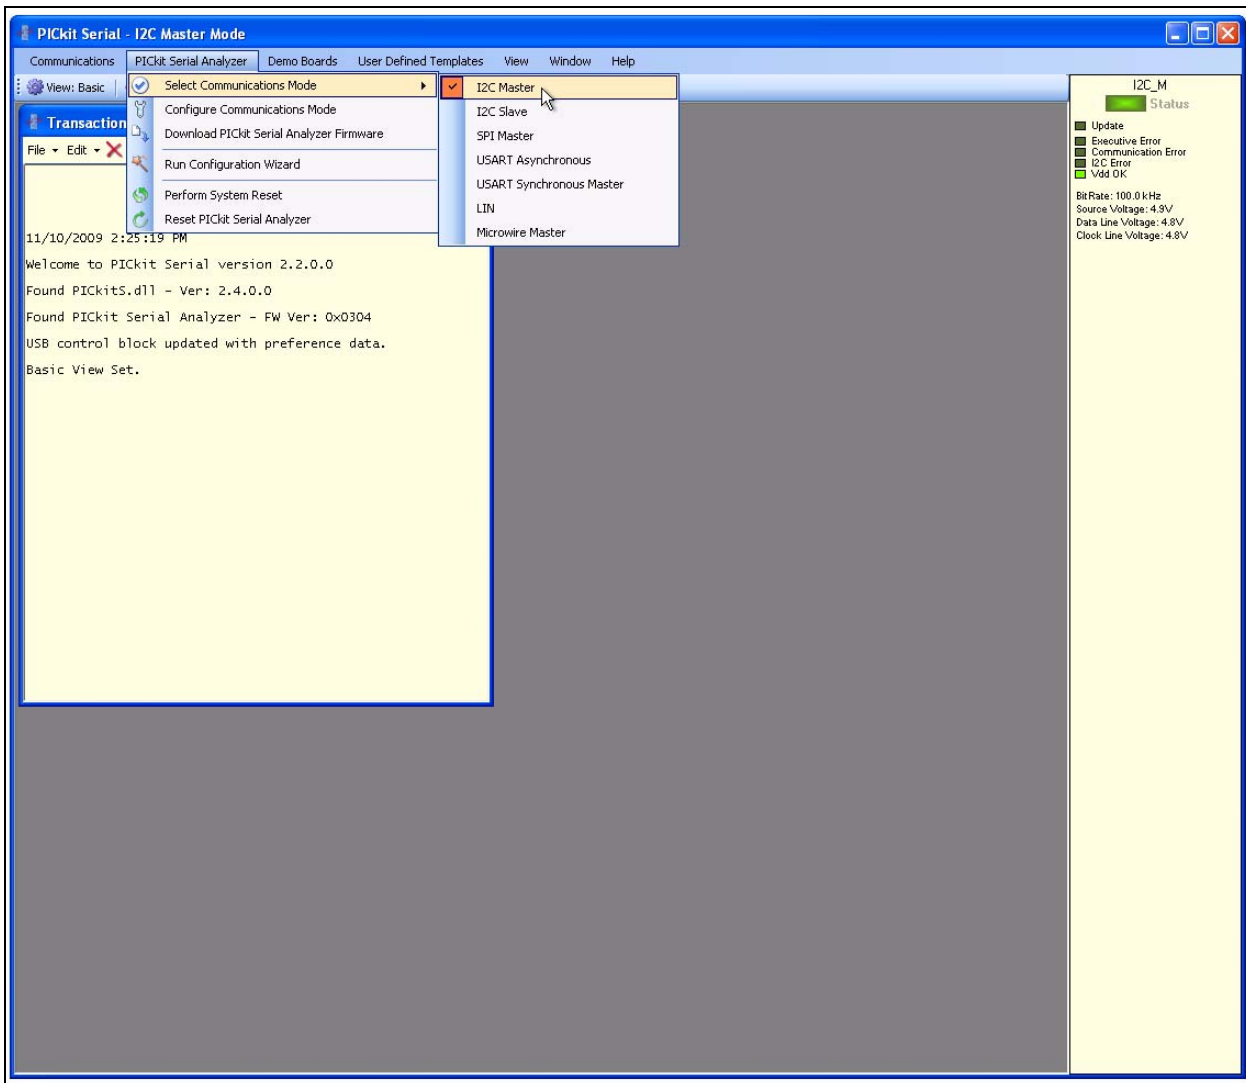 PICkit Serial - I2C Master Mode
Communications PICkit Serial Analyzer Demo Boards User Defined Templates View Window Help
View: Basic
Select Communications Mode
Configure Communications Mode
Download PICkit Serial Analyzer Firmware
Run Configuration Wizard
Perform System Reset
Reset PICkit Serial Analyzer
I2C Master
I2C Slave
SPI Master
USART Asynchronous
USART Synchronous Master
LIN
Microwire Master
Transaction
File Edit
11/10/2009 2:25:19 PM
Welcome to PICkit Serial version 2.2.0.0
Found PICkitS.dll - Ver: 2.4.0.0
Found PICkit Serial Analyzer - FW Ver: 0x0304
USB control block updated with preference data.
Basic View Set.
I2C_M
Status
Update
Executive Error
Communication Error
I2C Error
Vdd OK
BitRate: 100.0 kHz
Source Voltage: 4.9V
Data Line Voltage: 4.8V
Clock Line Voltage: 4.8V